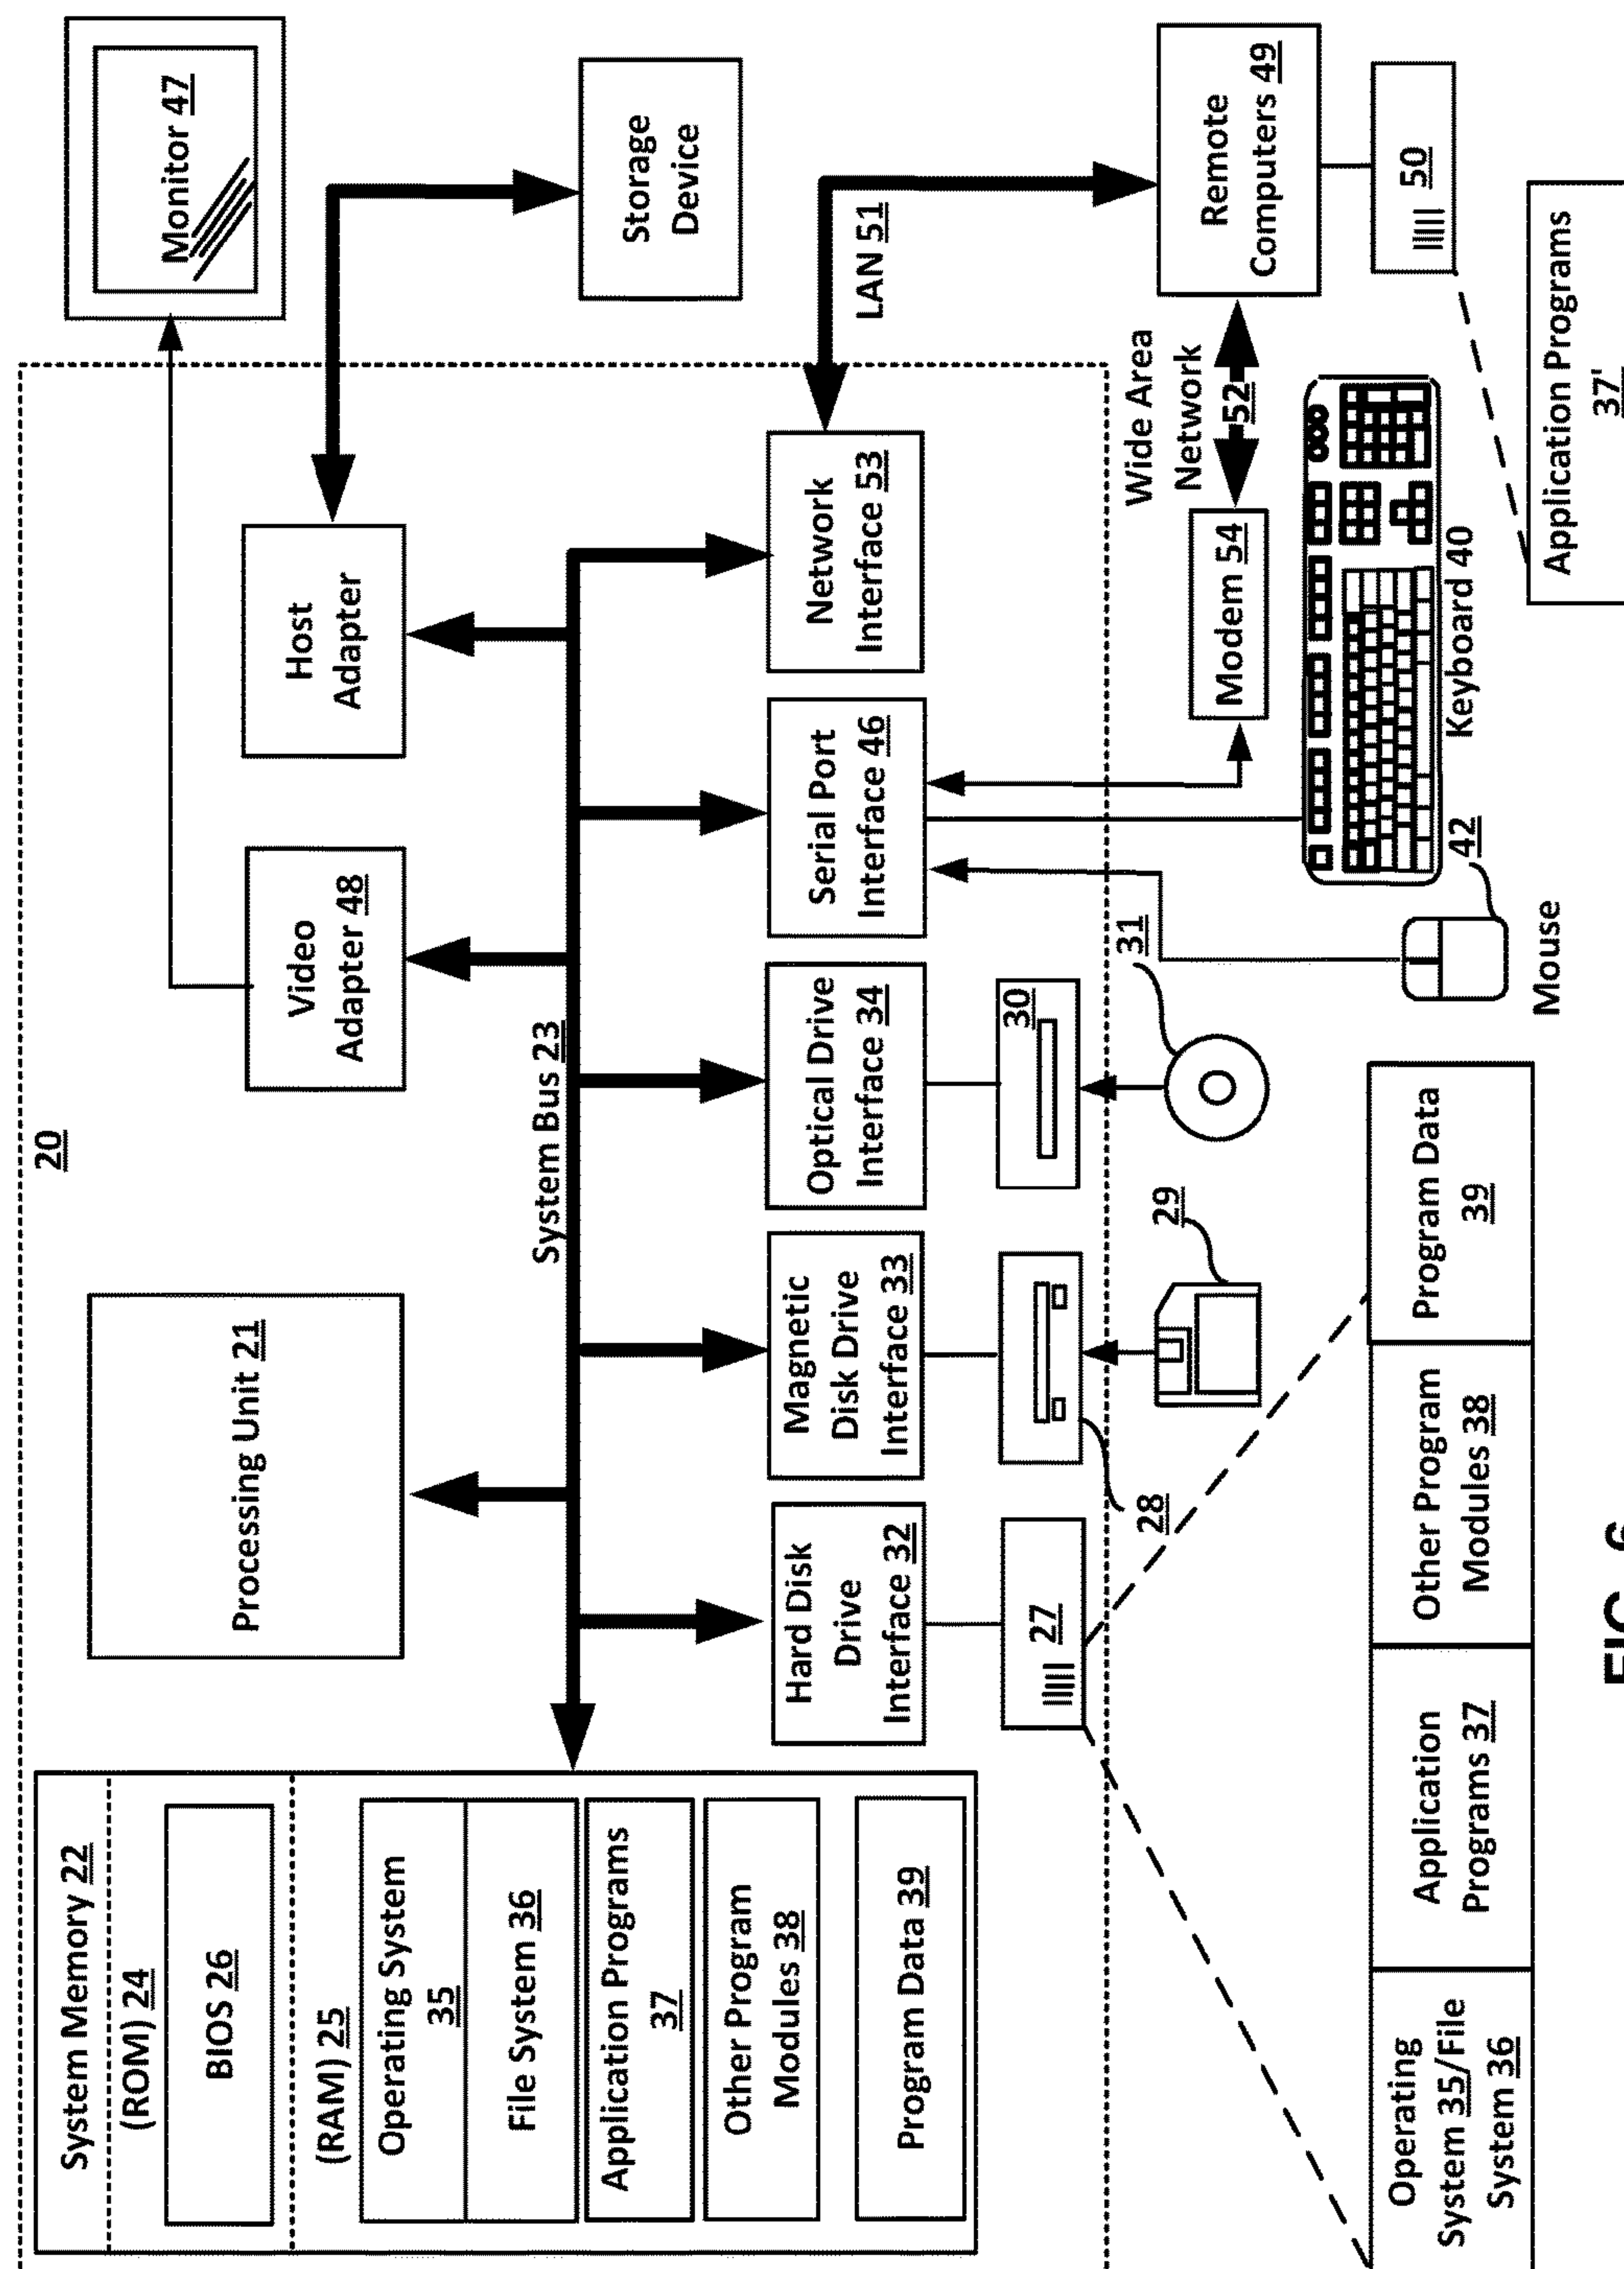 20
System Memory 22
(ROM) 24
BIOS 26
(RAM) 25
Operating System
35
File System 36
Application Programs
37
Other Program
Modules 38
Program Data 39
Processing Unit 21
Video
Adapter 48
Host
Adapter
Monitor 47
Storage
Device
System Bus 23
Hard Disk
Drive
Interface 32
Magnetic
Disk Drive
Interface 33
Optical Drive
Interface 34
Serial Port
Interface 46
Network
Interface 53
LAN 51
27
28
29
30
31
Wide Area
Network
52
Modem 54
Remote
Computers 49
50
Keyboard 40
42
Mouse
Operating
System 35/File
System 36
Application
Programs 37
Other Program
Modules 38
Program Data
39
Application Programs
37'